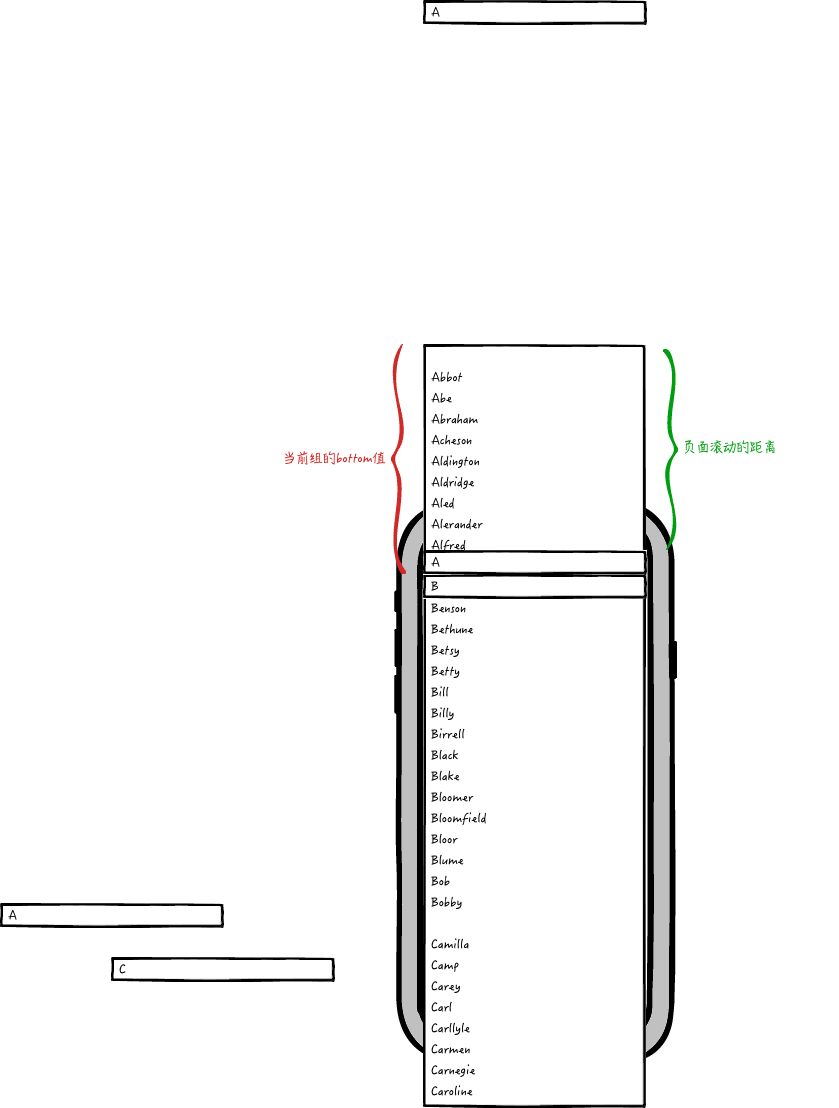 A
Abbot
Abe
Abraham
Acheson
页面滚动的距离
当前组的bottom值
Aldington
Aldridge
Aled
Alerander
Alfred
A
B
Benson
Bethune
Betsy
Betty
Bill
Billy
Birrell
Black
Blake
Bloomer
Bloomfield
Bloor
Blume
Bob
Bobby
A
Camilla
Camp
C
Carey
Carl
Carllyle
Carmen
Carnegie
Caroline